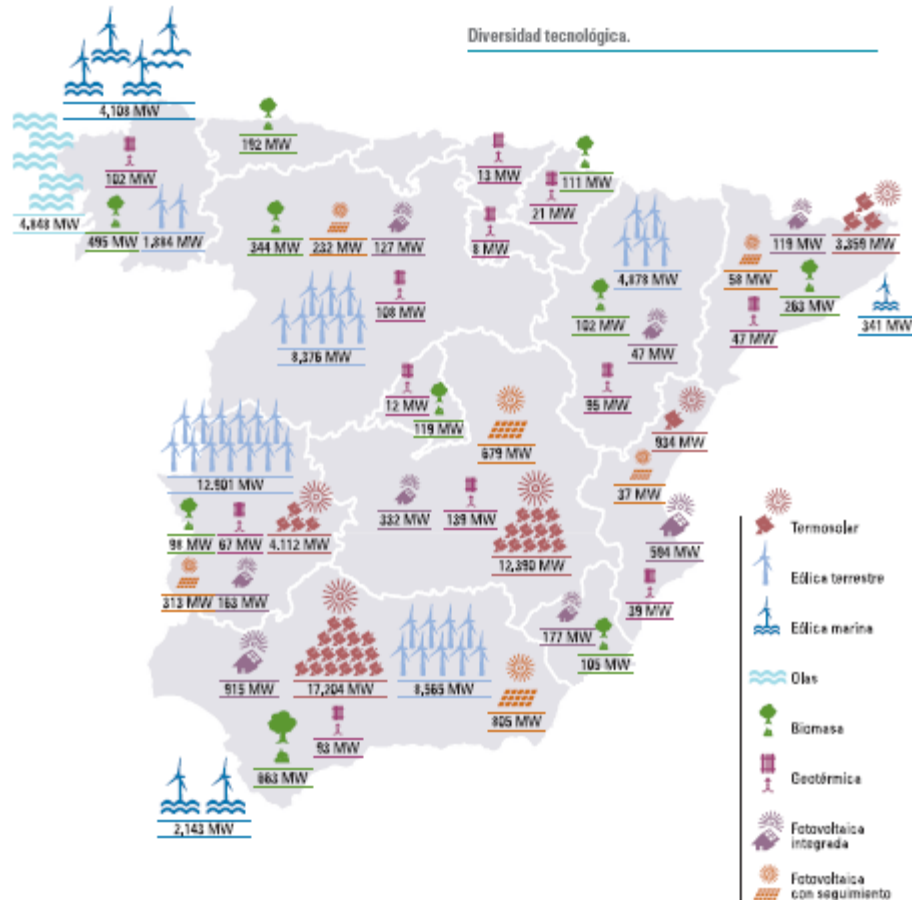 Diversidad tecnológica.
4,108 MW
192 MW
102 MW
13 MW
111 MW
21 MW
4,848 MW
495 MW
1,884 MW
344 MW
232 MW
127 MW
8 MW
4,878 MW
119 MW
3,359 MW
58 MW
263 MW
341 MW
108 MW
102 MW
47 MW
47 MW
8,376 MW
12 MW
119 MW
95 MW
934 MW
679 MW
37 MW
12.901 MW
332 MW
139 MW
98 MW
67 MW
4.112 MW
12,390 MW
594 MW
313 MW
163 MW
39 MW
177 MW
105 MW
915 MW
17,204 MW
8,565 MW
805 MW
93 MW
663 MW
2,143 MW
Termosolar
Eólica terrestre
Eólica marina
Olas
Biomasa
Geotérmica
Fotovoltaica
integrada
Fotovoltaica
con seguimiento